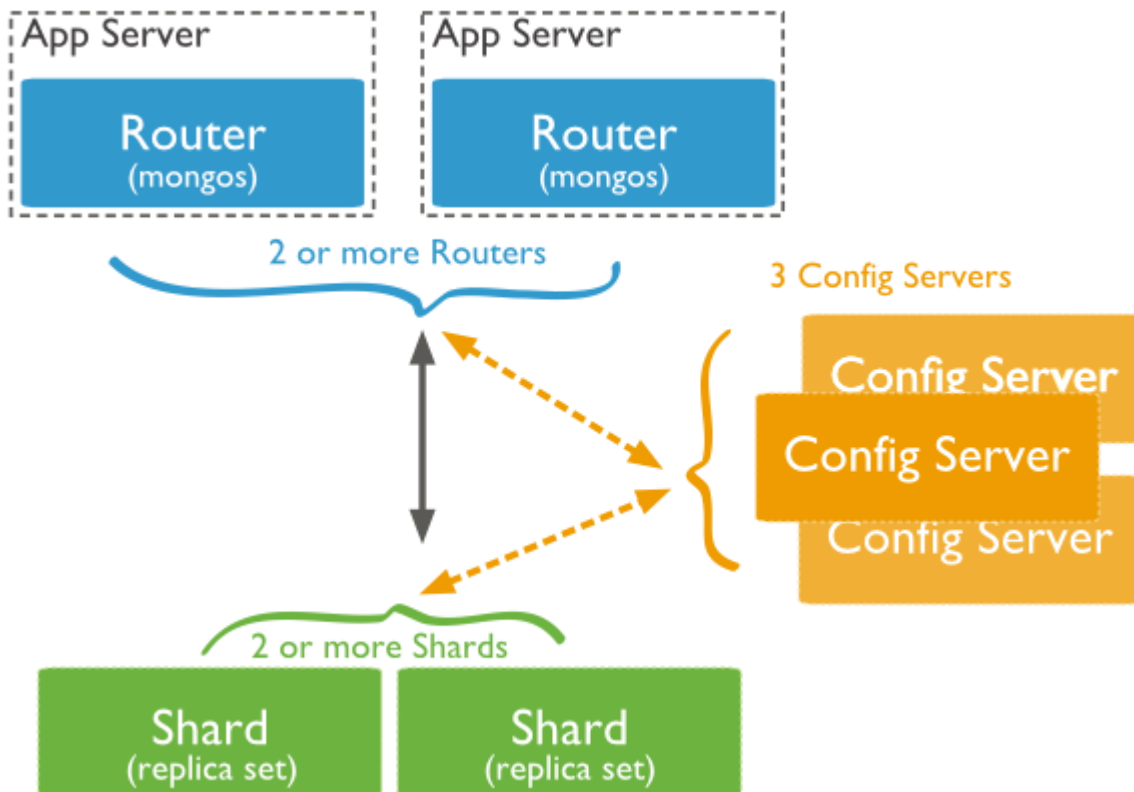 App Server
App Server
Router
(mongos)
Router
(mongos)
2 or more Routers
3 Config Servers
Config Server
Config Server
Config Server
2 or more Shards
Shard
(replica set)
Shard
(replica set)